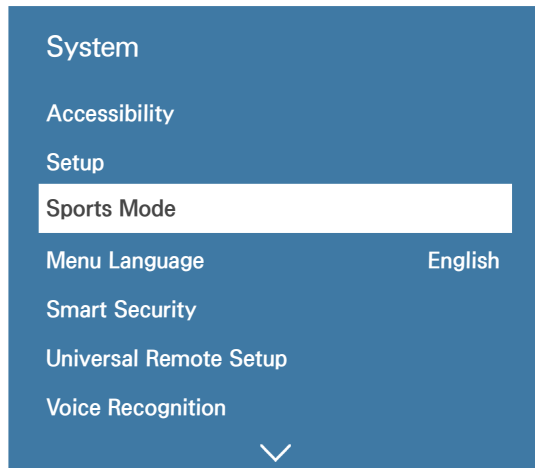 System
Accessibility
Setup
Sports Mode
Menu Language English
Smart Security
Universal Remote Setup
Voice Recognition